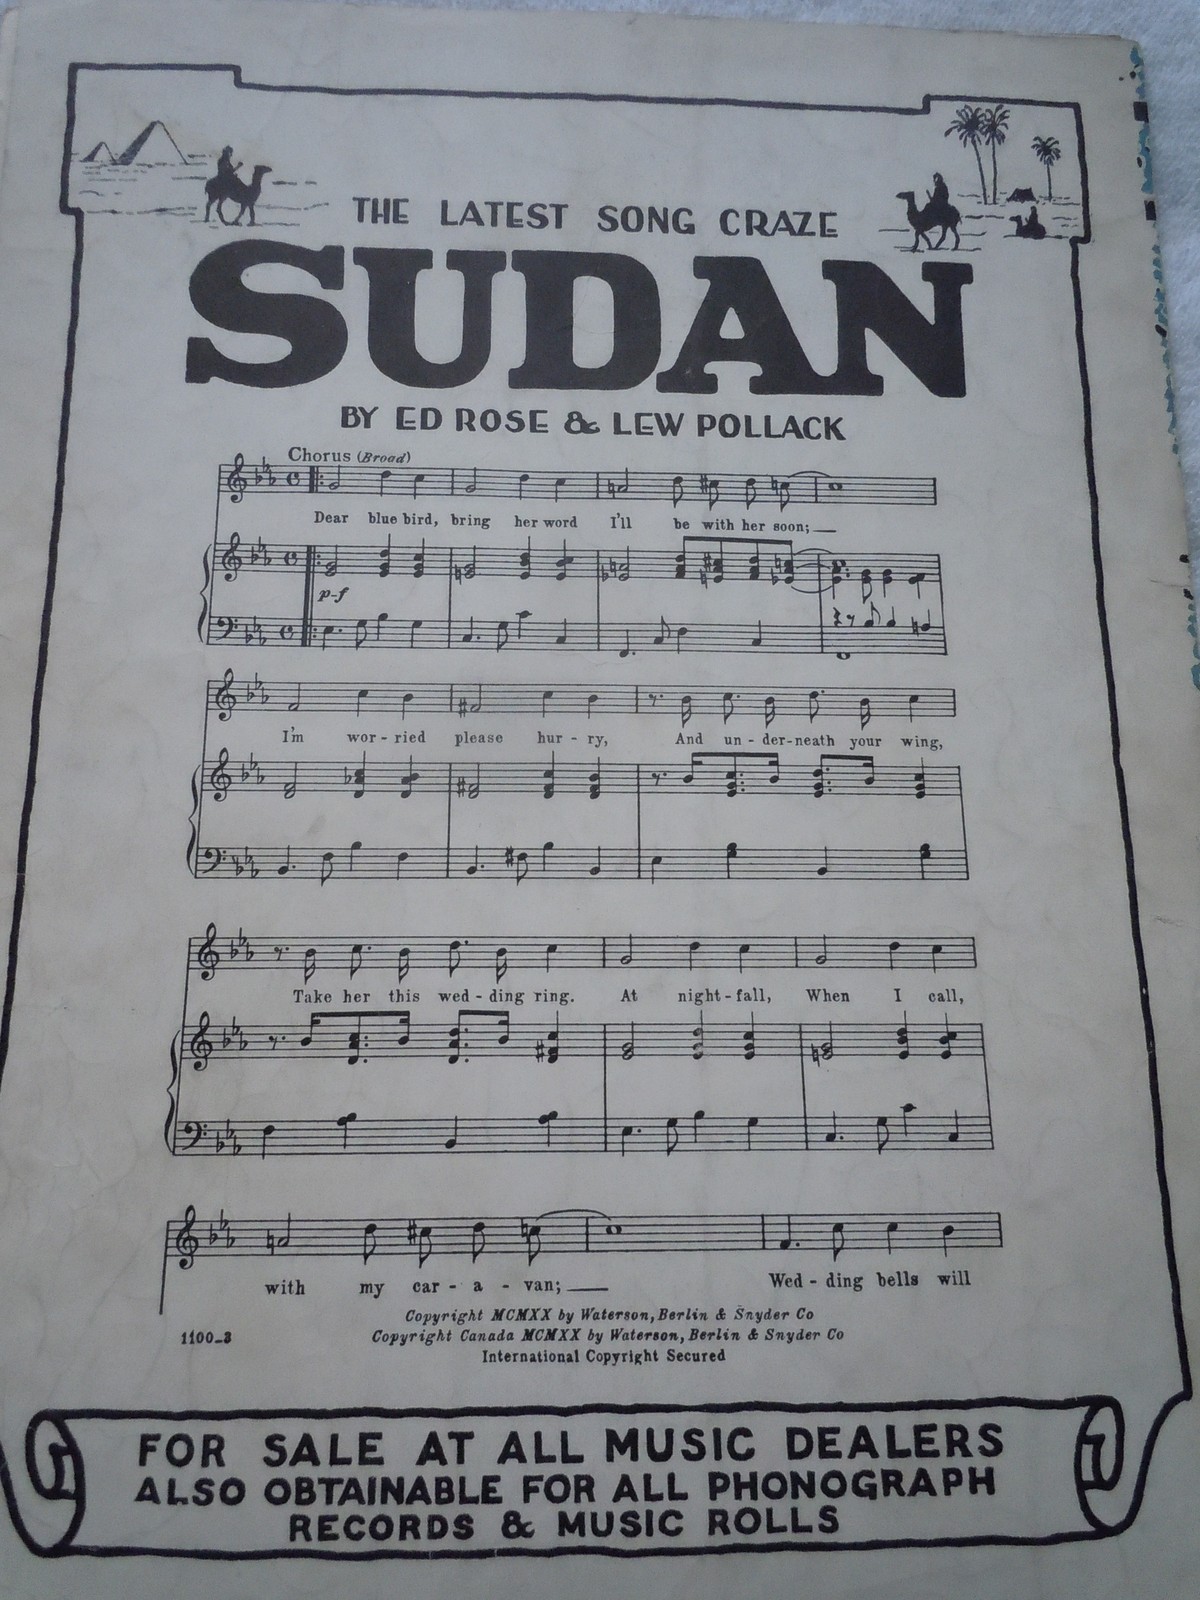 THE LATEST SONG CRAZE
SUDAN
BY ED ROSE & LEW POLLACK
Chorus (Broad)
Dear blue bird, bring her word I'll be with her soon;
p-f
I'm wor - ried please hur - ry, And un - der-neath your wing,
Take her this wed - ding ring. At night - fall, When I call,
with my car - a - van; Wed - ding bells will
Copyright MCMXX by Waterson, Berlin & Snyder Co
1100-3 Copyright Canada MCMXX by Waterson, Berlin & Snyder Co
International Copyright Secured
FOR SALE AT ALL MUSIC DEALERS
ALSO OBTAINABLE FOR ALL PHONOGRAPH
RECORDS & MUSIC ROLLS